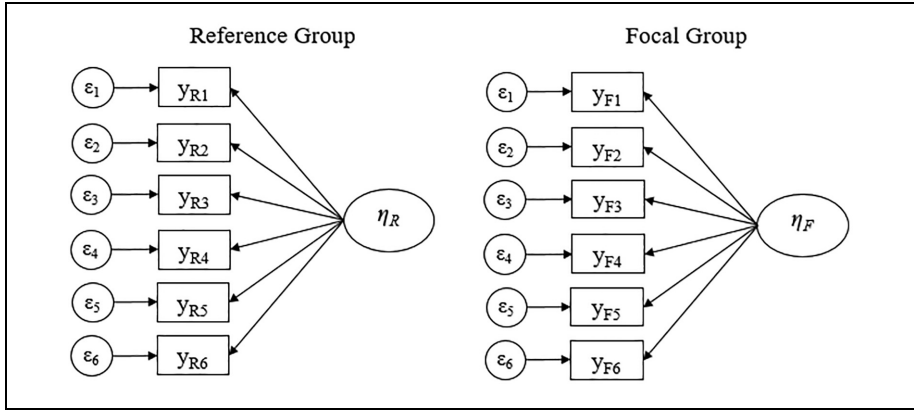 Reference Group
ε1
yR1
ε2
yR2
ε3
yR3
ηR
ε4
yR4
ε5
yR5
ε6
yR6
Focal Group
ε1
yF1
ε2
yF2
ε3
yF3
ηF
ε4
yF4
ε5
yF5
ε6
yF6